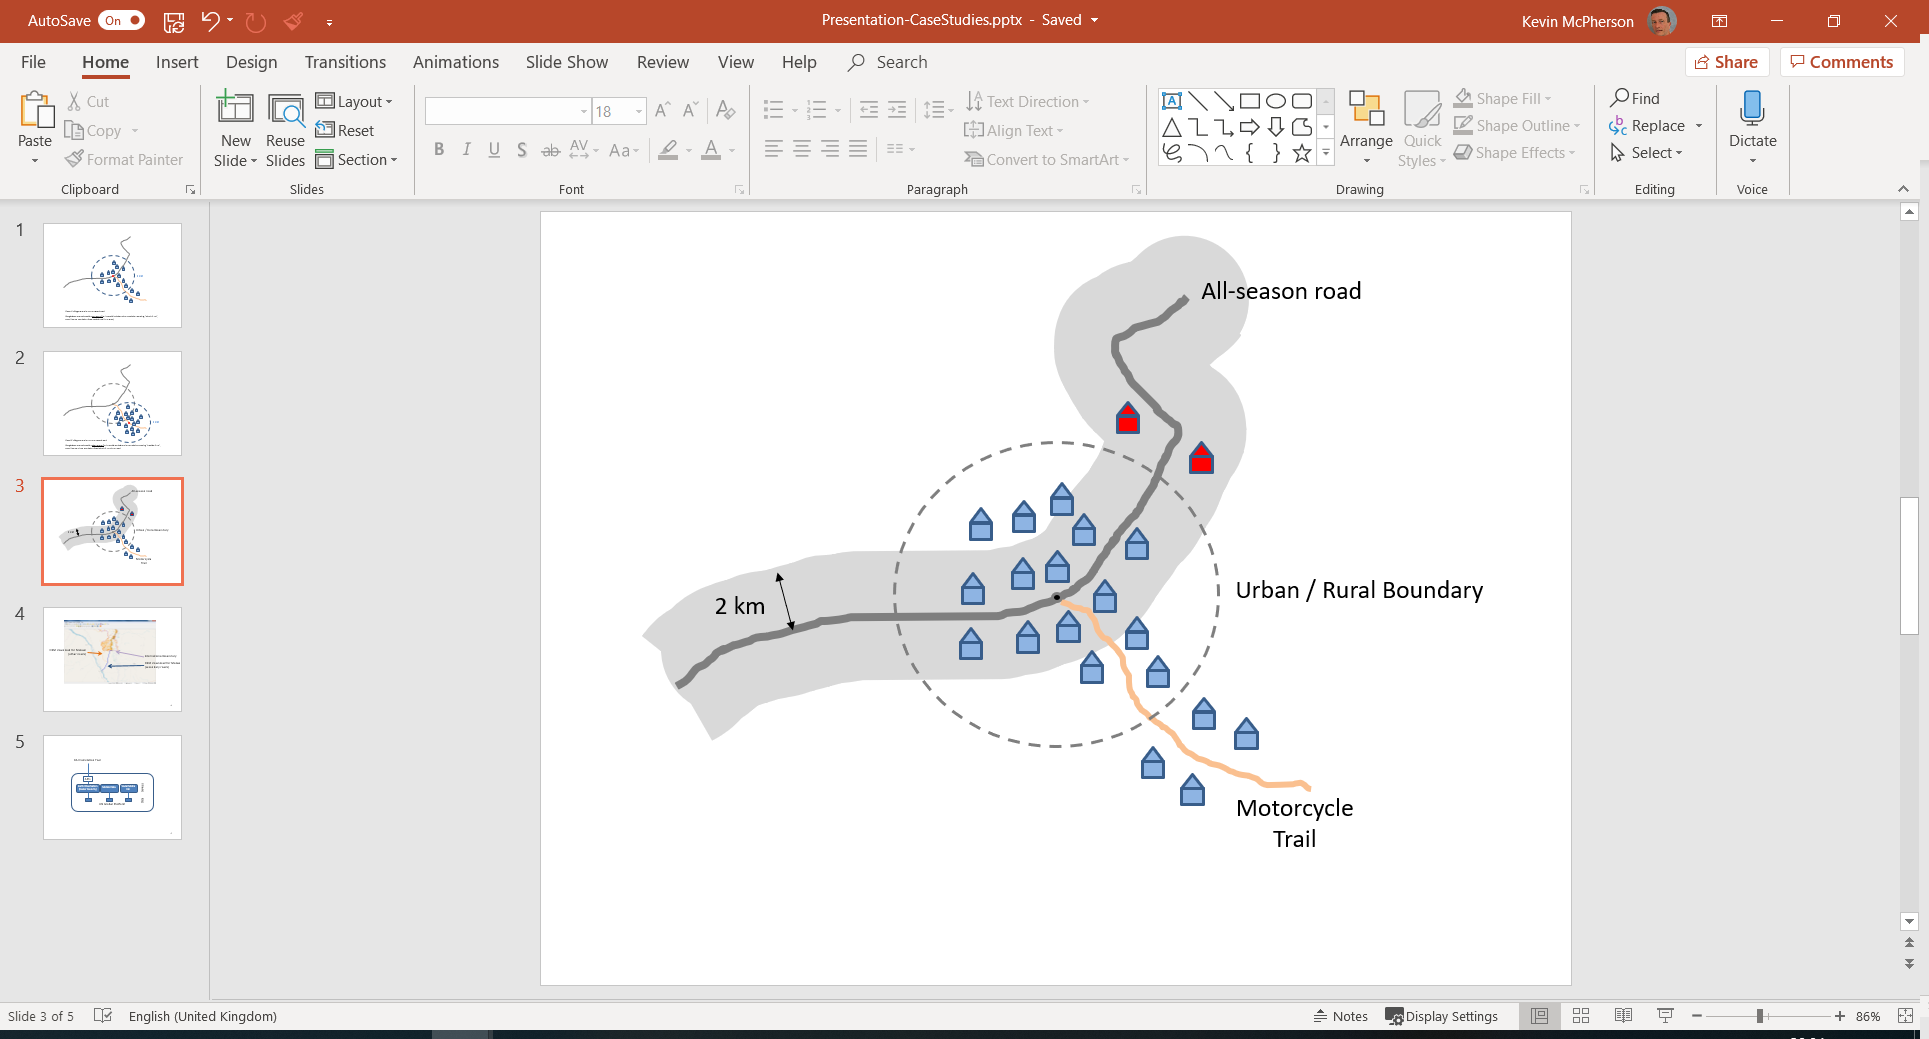 AutoSave On Presentation-CaseStudies.pptx - Saved Kevin McPherson
File Home Insert Design Transitions Animations Slide Show Review View Help Search Share Comments
Paste
Cut
Copy
Format Painter
Clipboard
New
Slide
Reuse
Slides
Layout
Reset
Section
Slides
18
B I U S ab AV Aa A
Font
Text Direction
Align Text
Convert to SmartArt
Paragraph
Arrange
Quick
Styles
Shape Fill
Shape Outline
Shape Effects
Drawing
Find
Replace
Select
Editing
Dictate
Voice
1
2
3
4
5
All-season road
2 km
Urban / Rural Boundary
Motorcycle
Trail
Slide 3 of 5 English (United Kingdom) Notes Display Settings 86%